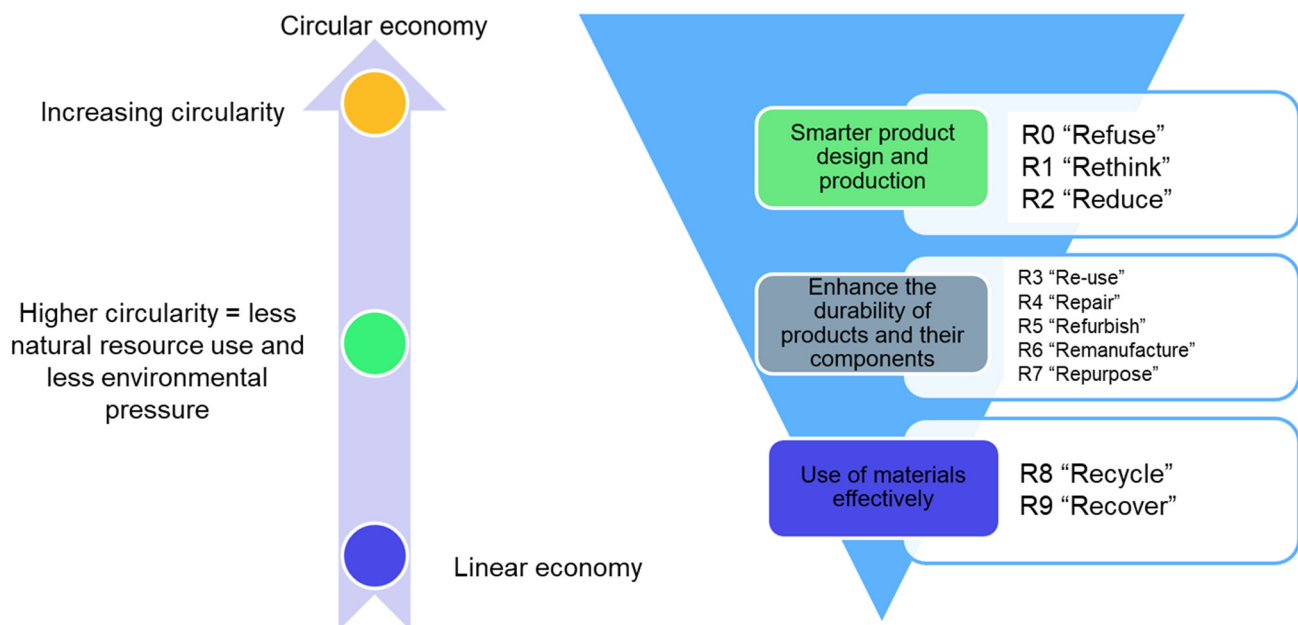 Circular economy
Increasing circularity
Higher circularity = less
natural resource use and
less environmental
pressure
Linear economy
Smarter product
design and
production
R0 “Refuse”
R1 “Rethink”
R2 “Reduce”
Enhance the
durability of
products and their
components
R3 “Re-use”
R4 “Repair”
R5 “Refurbish”
R6 “Remanufacture”
R7 “Repurpose”
Use of materials
effectively
R8 “Recycle”
R9 “Recover”